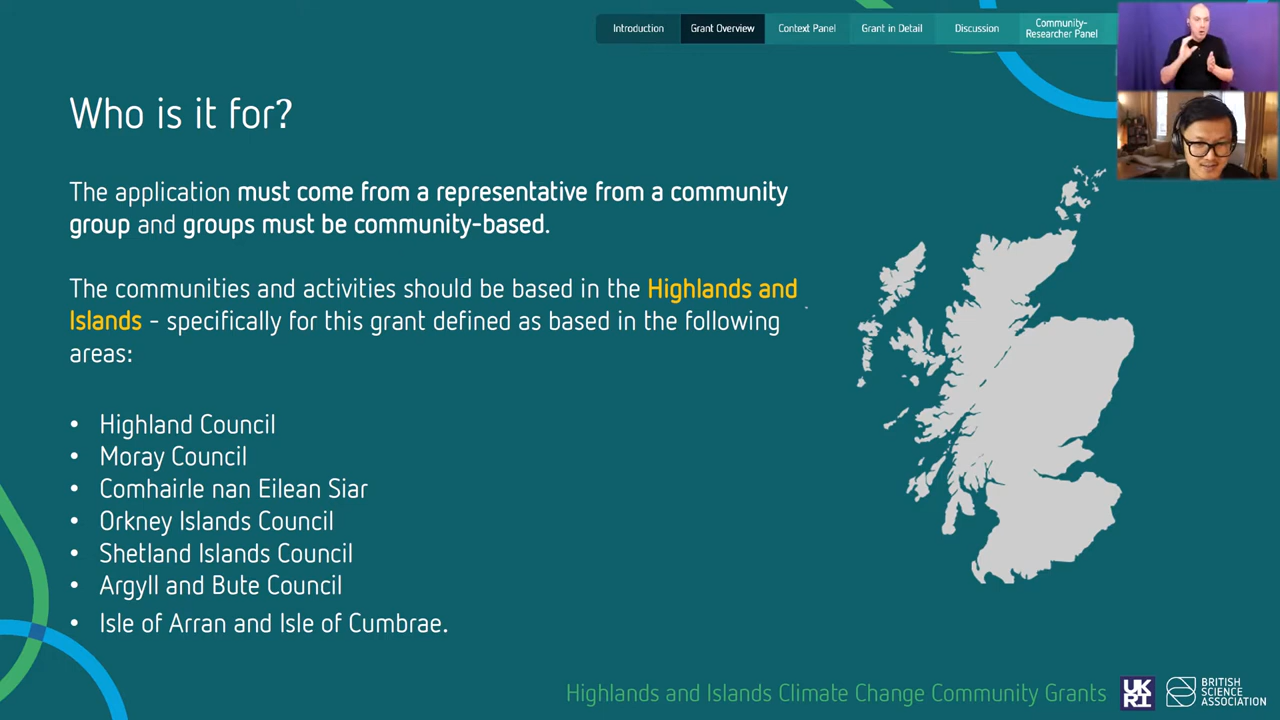 Introduction
Grant Overview
Context Panel
Grant in Detail
Discussion
Community-
Researcher Panel
Who is it for?
The application must come from a representative from a community
group and groups must be community-based.
The communities and activities should be based in the Highlands and
Islands - specifically for this grant defined as based in the following
areas:
• Highland Council
• Moray Council
• Comhairle nan Eilean Siar
• Orkney Islands Council
• Shetland Islands Council
• Argyll and Bute Council
• Isle of Arran and Isle of Cumbrae.
Highlands and Islands Climate Change Community Grants
UK
RI
BRITISH
SCIENCE
ASSOCIATION